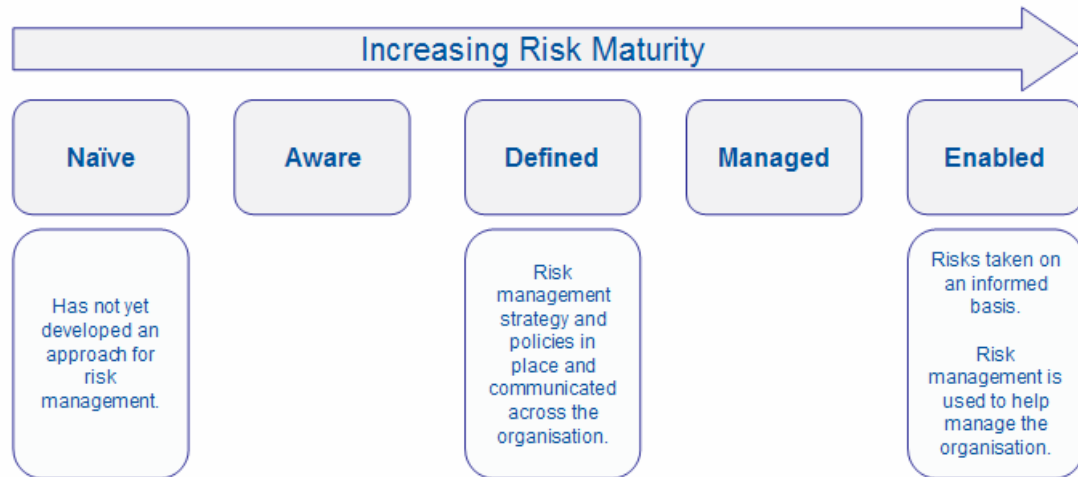 Increasing Risk Maturity
Naïve
Aware
Defined
Managed
Enabled
Has not yet
developed an
approach for
risk
management.
Risk
management
strategy and
policies in
place and
communicated
across the
organisation.
Risks taken on
an informed
basis.
Risk
management is
used to help
manage the
organisation.